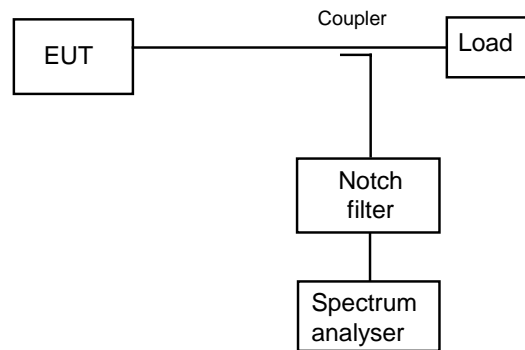 Coupler
EUT
Load
Notch
filter
Spectrum
analyser